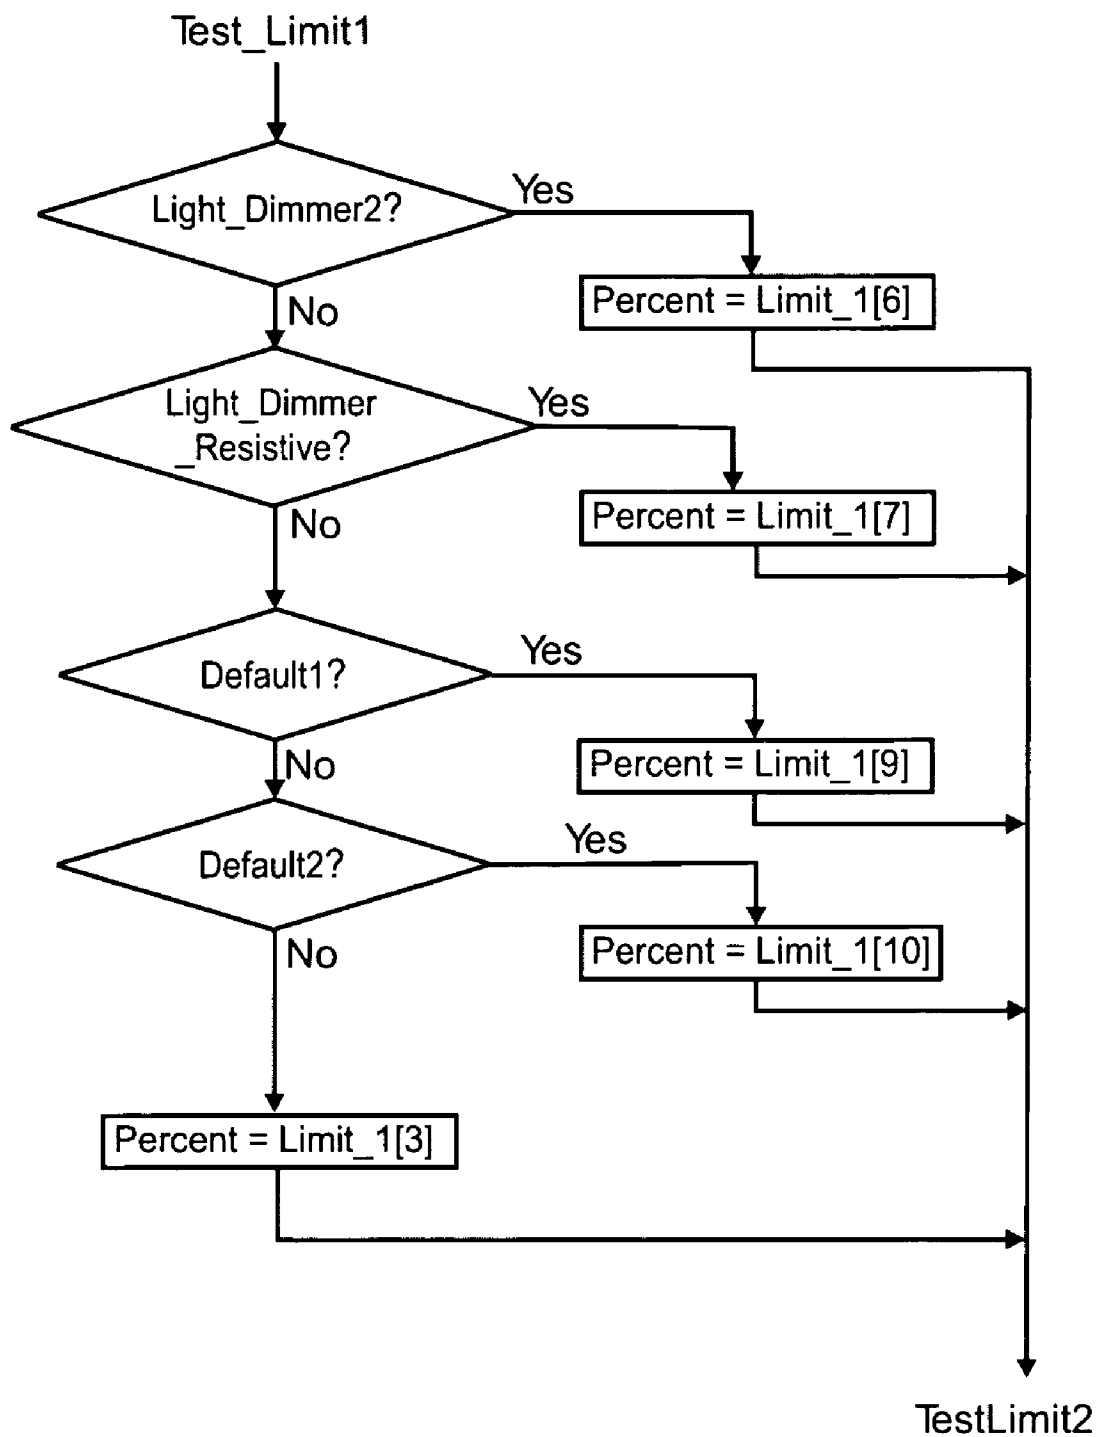 Test_Limit1
Light_Dimmer2?
Yes
Percent = Limit_1[6]
No
Light_Dimmer
_Resistive?
Yes
Percent = Limit_1[7]
No
Default1?
Yes
Percent = Limit_1[9]
No
Default2?
Yes
Percent = Limit_1[10]
No
Percent = Limit_1[3]
TestLimit2